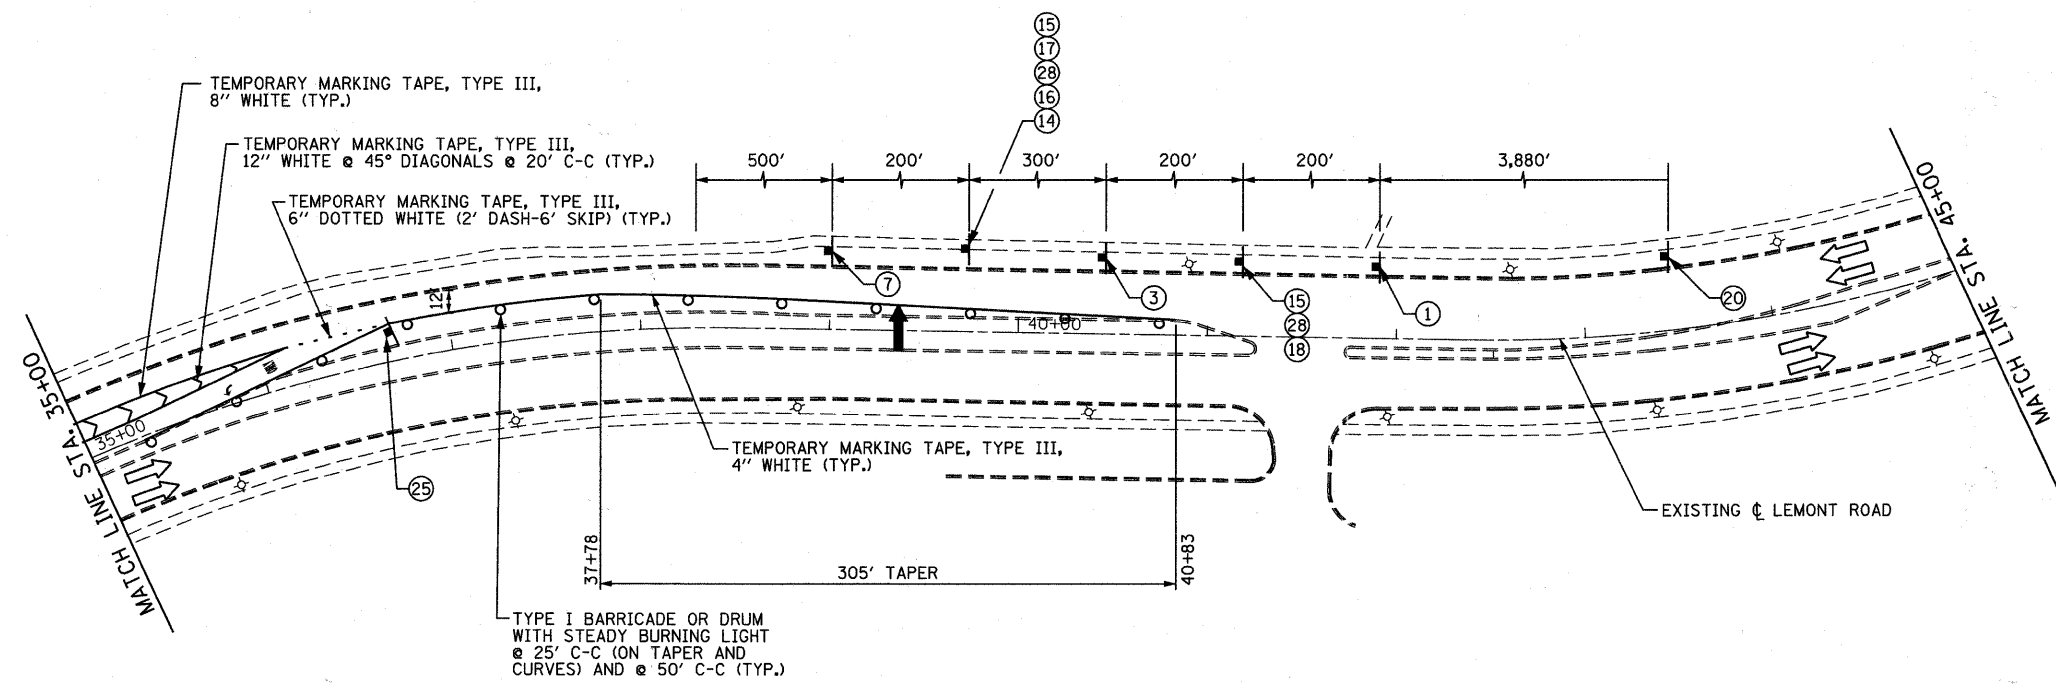 15
17
28
16
14
TEMPORARY MARKING TAPE, TYPE III,
8" WHITE (TYP.)
TEMPORARY MARKING TAPE, TYPE III,
12" WHITE @ 45° DIAGONALS @ 20' C-C (TYP.)
500'
200'
300'
200'
200'
3,880'
TEMPORARY MARKING TAPE, TYPE III,
6" DOTTED WHITE (2' DASH-6' SKIP) (TYP.)
MATCH LINE STA. 45+00
12'
7
3
15
28
18
1
20
40+00
MATCH LINE STA. 35+00
35+00
25
TEMPORARY MARKING TAPE, TYPE III,
4" WHITE (TYP.)
EXISTING ℄ LEMONT ROAD
37+78
305' TAPER
40+83
TYPE I BARRICADE OR DRUM
WITH STEADY BURNING LIGHT
@ 25' C-C (ON TAPER AND
CURVES) AND @ 50' C-C (TYP.)